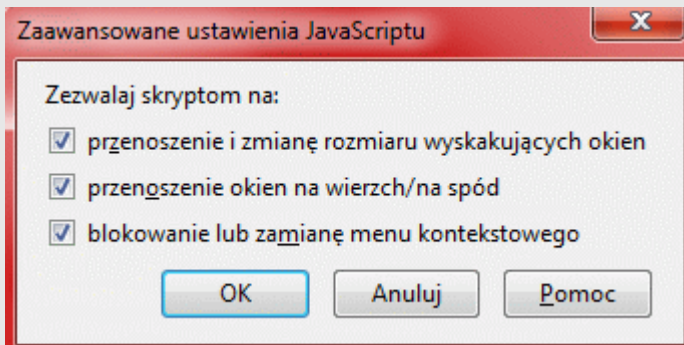 Zaawansowane ustawienia JavaScriptu
Zezwalaj skryptom na:
przenoszenie i zmianę rozmiaru wyskakujących okien
przenoszenie okien na wierzch/na spód
blokowanie lub zamianę menu kontekstowego
OK Anuluj Pomoc